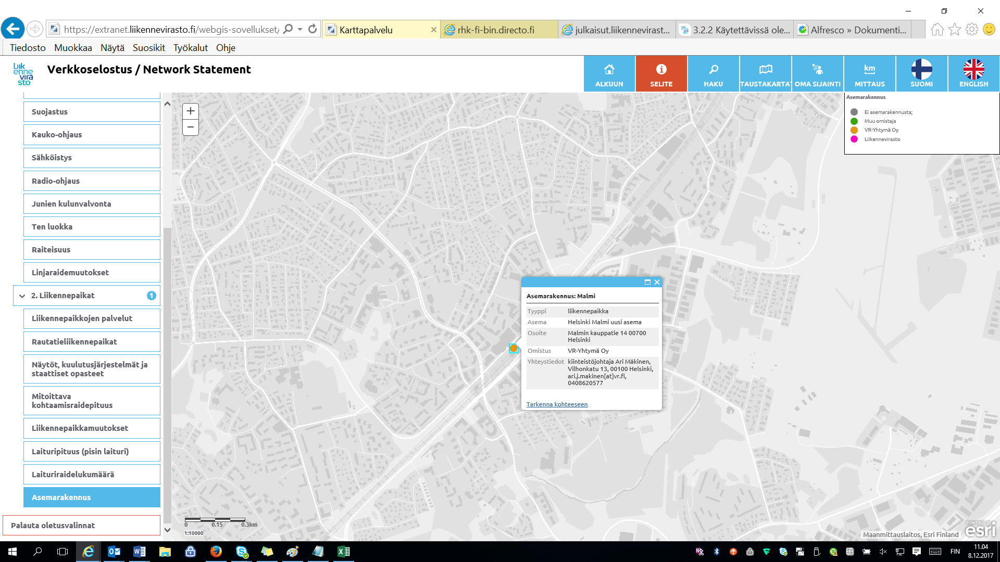 https://extranet.liikennevirasto.fi/webgis-sovellukset/
Karttapalvelu
rhk-fi-bin.directo.fi
julkaisut.liikennevirast...
3.2.2 Käytettävissä ole...
Alfresco » Dokumenti...
Tiedosto Muokkaa Näytä Suosikit Työkalut Ohje
Liikennevirasto
Verkkoselostus / Network Statement
ALKUUN
SELITE
HAKU
TAUSTAKARTAT
OMA SIJAINTI
km
MITTAUS
SUOMI
ENGLISH
Suojastus
Kauko-ohjaus
Sähköistys
Radio-ohjaus
Junien kulunvalvonta
Ten luokka
Raiteisuus
Linjaraidemuutokset
2. Liikennepaikat 1
Liikennepaikkojen palvelut
Rautatieliikennepaikat
Näytöt, kuulutusjärjestelmät ja
staattiset opasteet
Mitoittava
kohtaamisraidepituus
Liikennepaikkamuutokset
Laituripituus (pisin laituri)
Laituriraidelukumäärä
Asemarakennus
Palauta oletusvalinnat
+
−
Asemarakennus
Ei asemarakennusta;
Muu omistaja
VR-Yhtymä Oy
Liikennevirasto
Asemarakennus: Malmi
Tyyppi liikennepaikka
Asema Helsinki Malmi uusi asema
Osoite Malmin kauppatie 14 00700
Helsinki
Omistus VR-Yhtymä Oy
Yhteystiedot kiinteistöjohtaja Ari Mäkinen,
Vilhonkatu 13, 00100 Helsinki,
ari.j.makinen[at]vr.fi,
0408620577
Tarkenna kohteeseen
0 0.15 0.3km
1:10000
Maanmittauslaitos, Esri Finland
POWERED BY
esri
FIN
11.04
8.12.2017